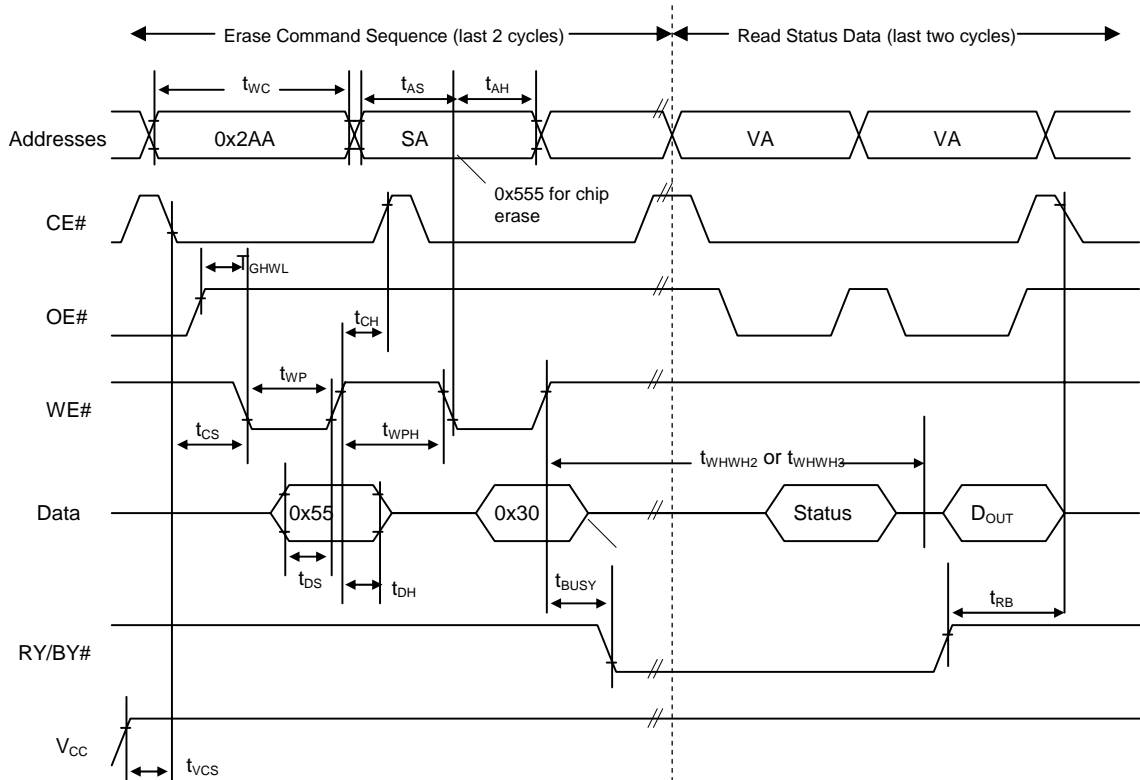 Erase Command Sequence (last 2 cycles)
Read Status Data (last two cycles)
tWC
tAS
tAH
Addresses
0x2AA
SA
VA
VA
0x555 for chip
erase
CE#
TGHWL
OE#
tCH
tWP
WE#
tCS
tWPH
tWHWH2 or tWHWH3
Data
0x55
0x30
Status
DOUT
tDS
tDH
tBUSY
tRB
RY/BY#
VCC
tVCS